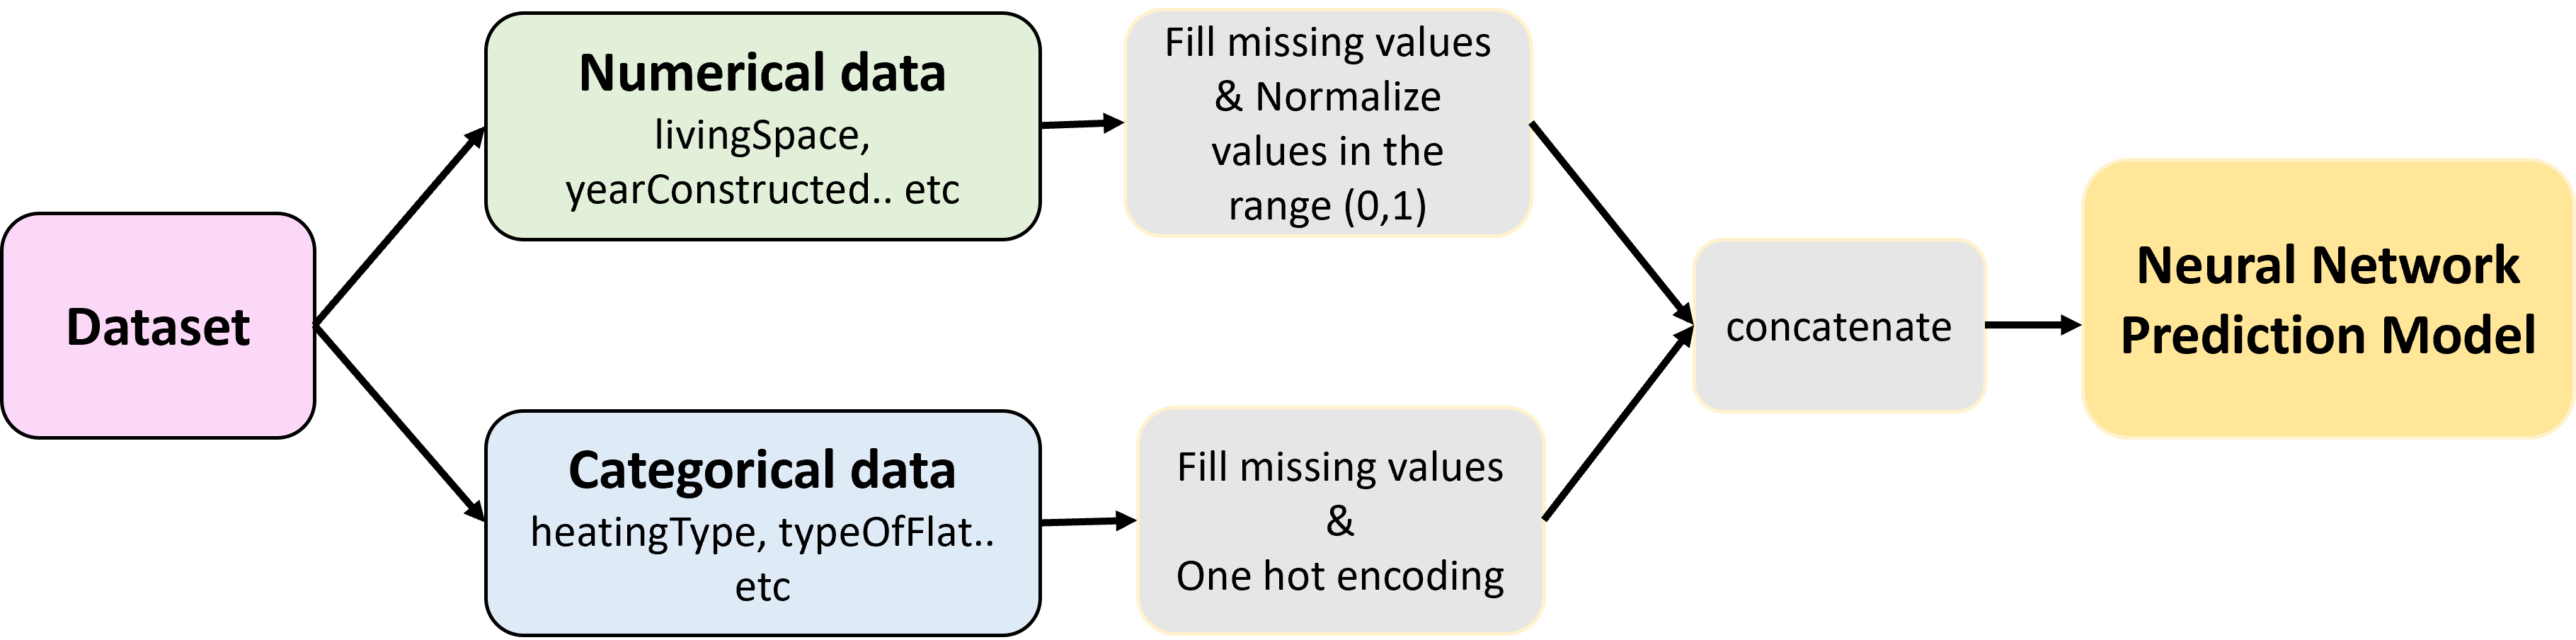 Dataset
Numerical data
livingSpace,
yearConstructed.. etc
Fill missing values
& Normalize
values in the
range (0,1)
Categorical data
heatingType, typeOfFlat..
etc
Fill missing values
&
One hot encoding
concatenate
Neural Network
Prediction Model